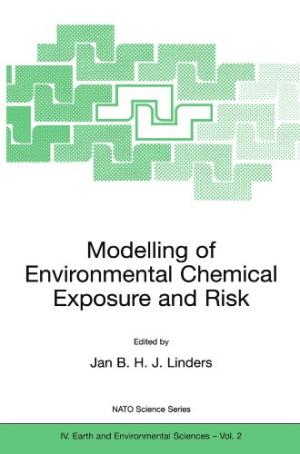 Modelling of
Environmental Chemical
Exposure and Risk
Edited by
Jan B. H. J. Linders
NATO Science Series
IV. Earth and Environmental Sciences – Vol. 2